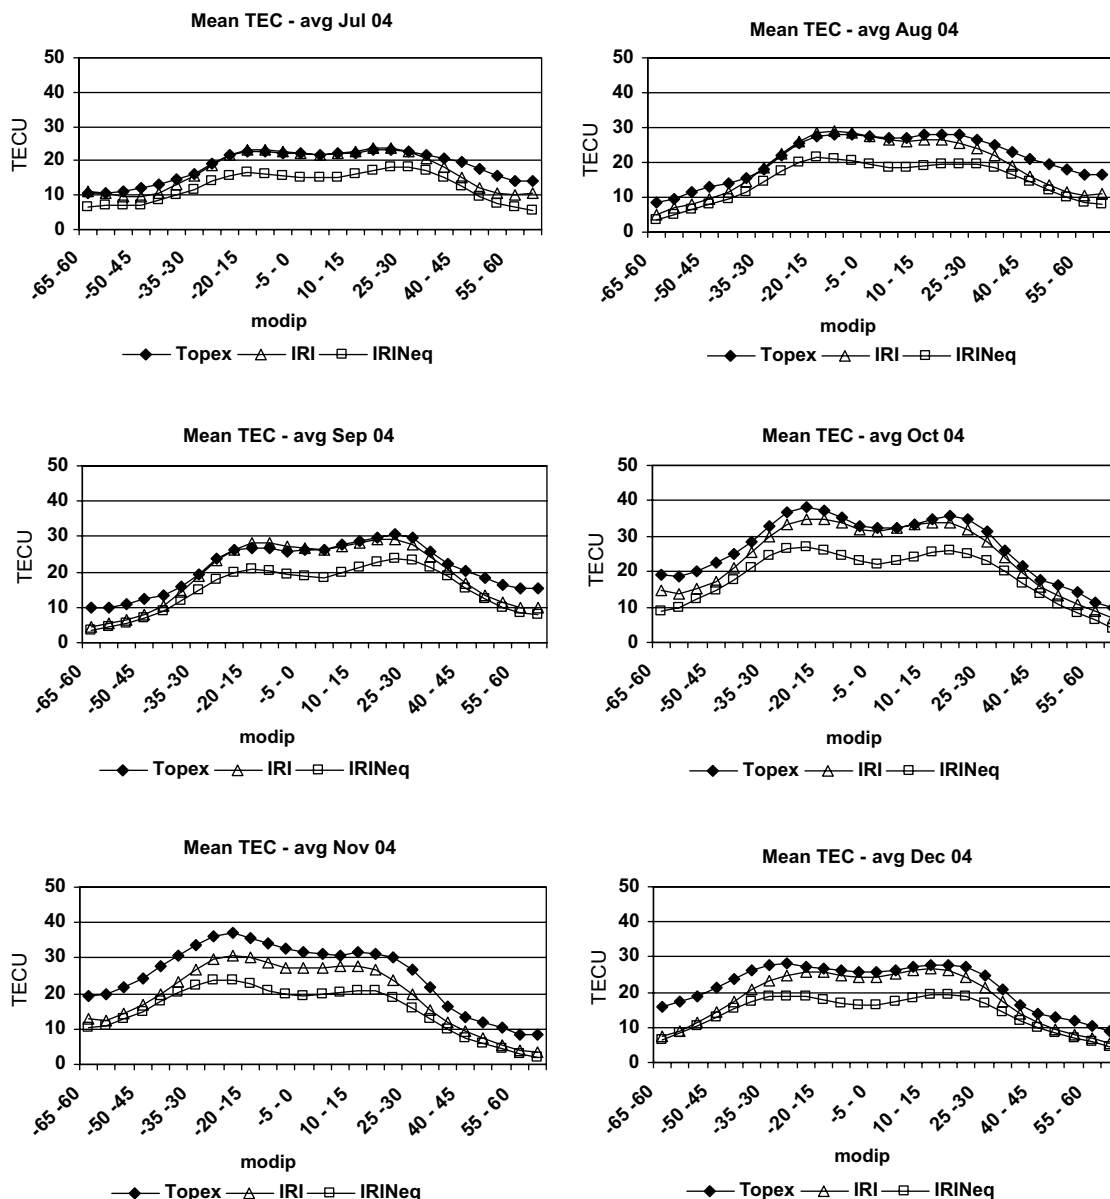 Mean TEC - avg Jul 04
TECU
50
40
30
20
10
0
-65 -60
-50 -45
-35 -30
-20 -15
-5 - 0
10 - 15
25 -30
40 - 45
55 - 60
modip
Topex IRI IRINeq
Mean TEC - avg Aug 04
TECU
50
40
30
20
10
0
-65 -60
-50 -45
-35 -30
-20 -15
-5 - 0
10 - 15
25 -30
40 - 45
55 - 60
modip
Topex IRI IRINeq
Mean TEC - avg Sep 04
TECU
50
40
30
20
10
0
-65 -60
-50 -45
-35 -30
-20 -15
-5 - 0
10 - 15
25 -30
40 - 45
55 - 60
modip
Topex IRI IRINeq
Mean TEC - avg Oct 04
TECU
50
40
30
20
10
0
-65 -60
-50 -45
-35 -30
-20 -15
-5 - 0
10 - 15
25 -30
40 - 45
55 - 60
modip
Topex IRI IRINeq
Mean TEC - avg Nov 04
TECU
50
40
30
20
10
0
-65 -60
-50 -45
-35 -30
-20 -15
-5 - 0
10 - 15
25 -30
40 - 45
55 - 60
modip
Topex IRI IRINeq
Mean TEC - avg Dec 04
TECU
50
40
30
20
10
0
-65 -60
-50 -45
-35 -30
-20 -15
-5 - 0
10 - 15
25 -30
40 - 45
55 - 60
modip
Topex IRI IRINeq